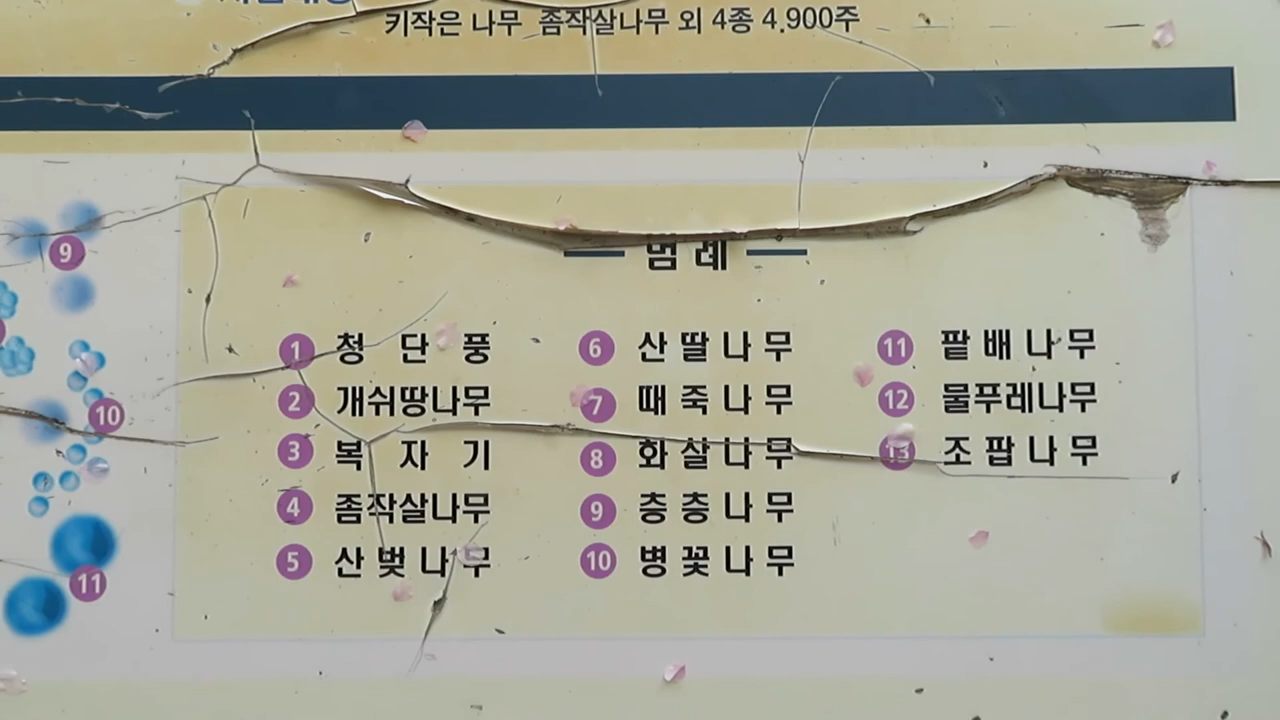 키작은 나무 좀작살나무 외 4종 4,900주
범 례
1 청 단 풍
2 개쉬땅나무
3 복 자 기
4 좀작살나무
5 산 벚 나 무
6 산 딸 나 무
7 때 죽 나 무
8 화 살 나 무
9 층 층 나 무
10 병 꽃 나 무
11 팥 배 나 무
12 물푸레나무
13 조 팝 나 무
9
10
11